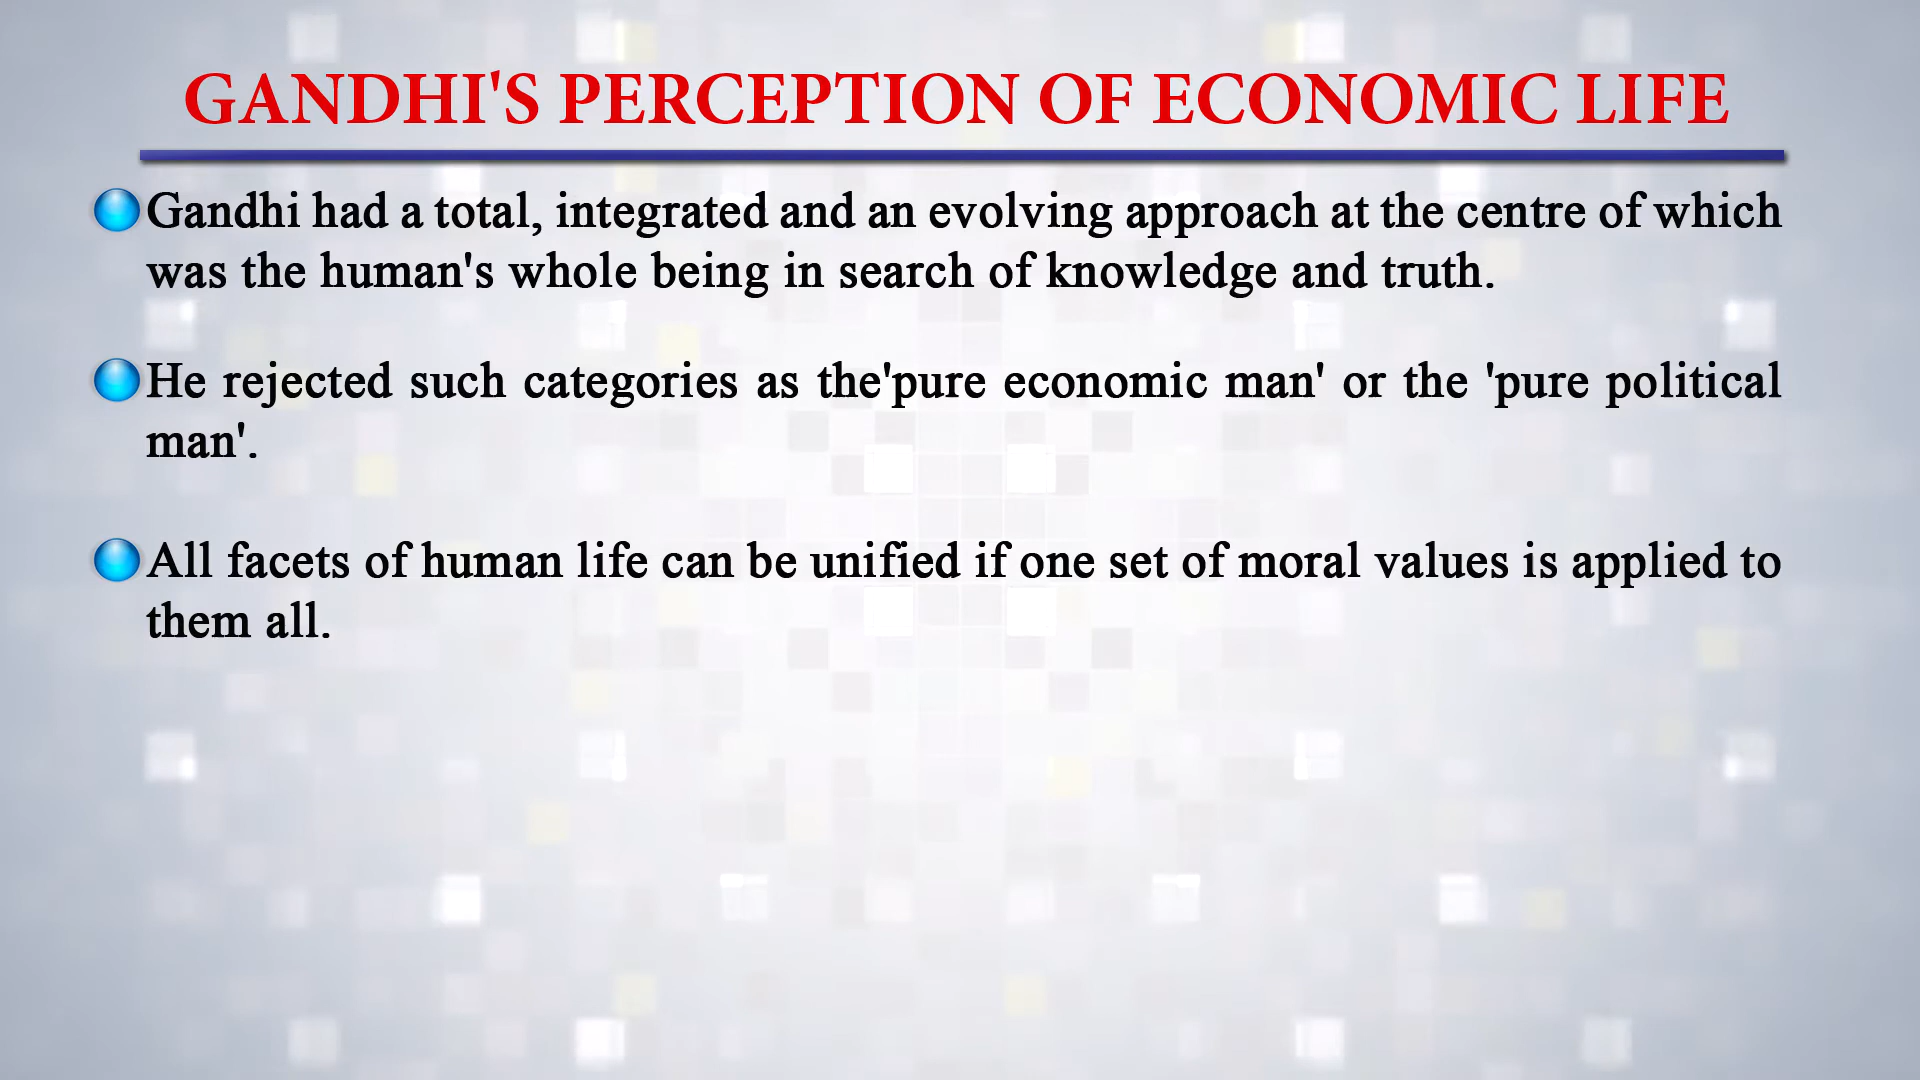 GANDHI'S PERCEPTION OF ECONOMIC LIFE
Gandhi had a total, integrated and an evolving approach at the centre of which
was the human's whole being in search of knowledge and truth.
He rejected such categories as the'pure economic man' or the 'pure political
man'.
All facets of human life can be unified if one set of moral values is applied to
them all.